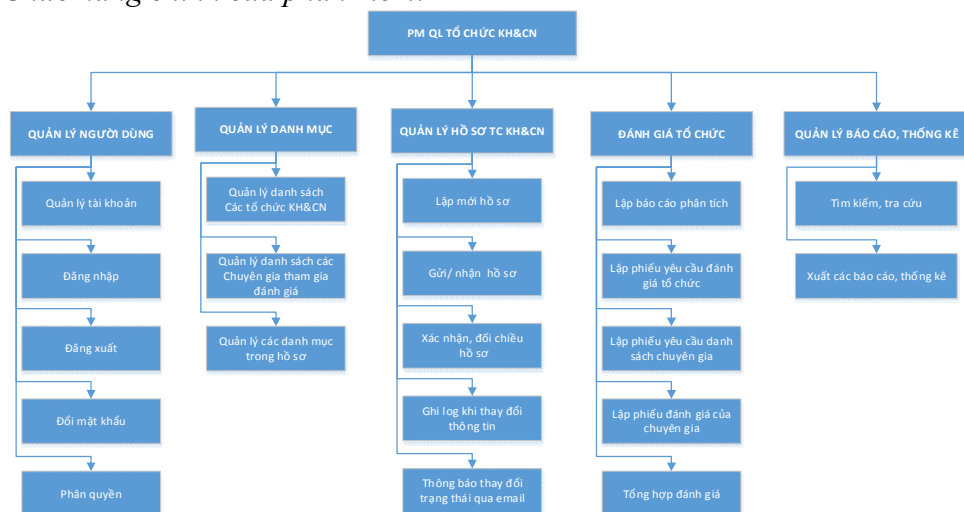 PM QL TỔ CHỨC KH&CN
QUẢN LÝ NGƯỜI DÙNG
Quản lý tài khoản
Đăng nhập
Đăng xuất
Đổi mật khẩu
Phân quyền
QUẢN LÝ DANH MỤC
Quản lý danh sách
Các tổ chức KH&CN
Quản lý danh sách các
Chuyên gia tham gia
đánh giá
Quản lý các danh mục
trong hồ sơ
QUẢN LÝ HỒ SƠ TC KH&CN
Lập mới hồ sơ
Gửi/ nhận hồ sơ
Xác nhận, đối chiếu
hồ sơ
Ghi log khi thay đổi
thông tin
Thông báo thay đổi
trạng thái qua email
ĐÁNH GIÁ TỔ CHỨC
Lập báo cáo phân tích
Lập phiếu yêu cầu đánh
giá tổ chức
Lập phiếu yêu cầu danh
sách chuyên gia
Lập phiếu đánh giá của
chuyên gia
Tổng hợp đánh giá
QUẢN LÝ BÁO CÁO, THỐNG KÊ
Tìm kiếm, tra cứu
Xuất các báo cáo, thống kê